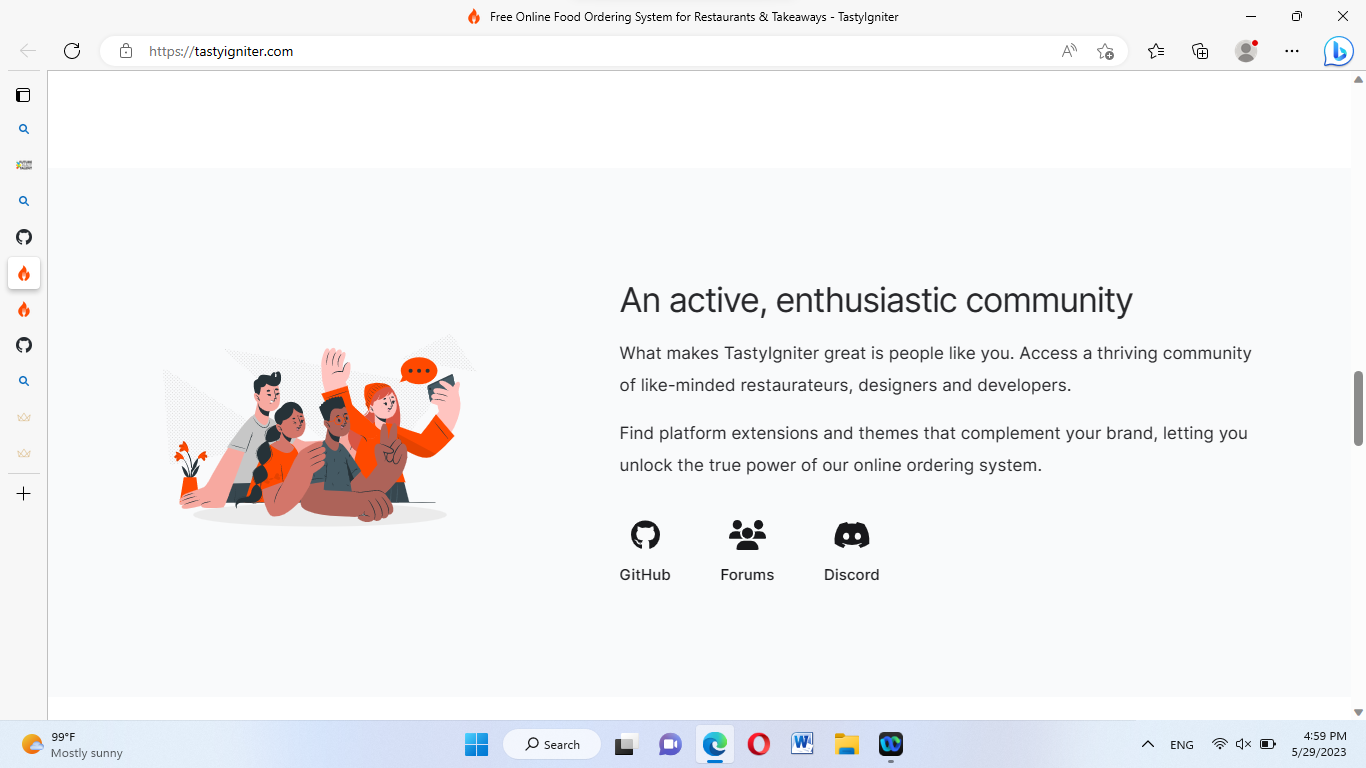 Free Online Food Ordering System for Restaurants & Takeaways - TastyIgniter
https://tastyigniter.com
An active, enthusiastic community
What makes TastyIgniter great is people like you. Access a thriving community
of like-minded restaurateurs, designers and developers.
Find platform extensions and themes that complement your brand, letting you
unlock the true power of our online ordering system.
GitHub Forums Discord
99°F
Mostly sunny
Search
ENG
4:59 PM
5/29/2023